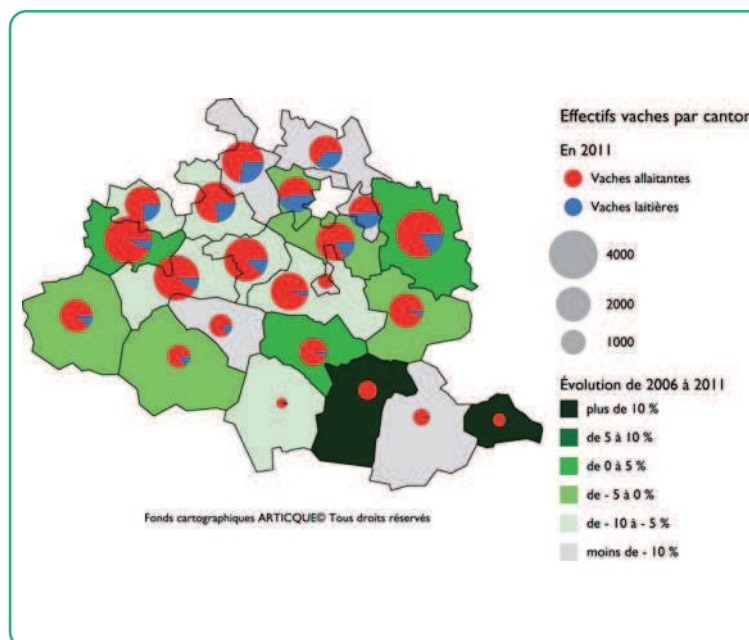 Effectifs vaches par canton
En 2011
Vaches allaitantes
Vaches laitières
4000
2000
1000
Évolution de 2006 à 2011
plus de 10 %
de 5 à 10 %
de 0 à 5 %
de - 5 à 0%
de - 10 à - 5 %
moins de - 10 %
Fonds cartographiques ARTICQUE© Tous droits réservés